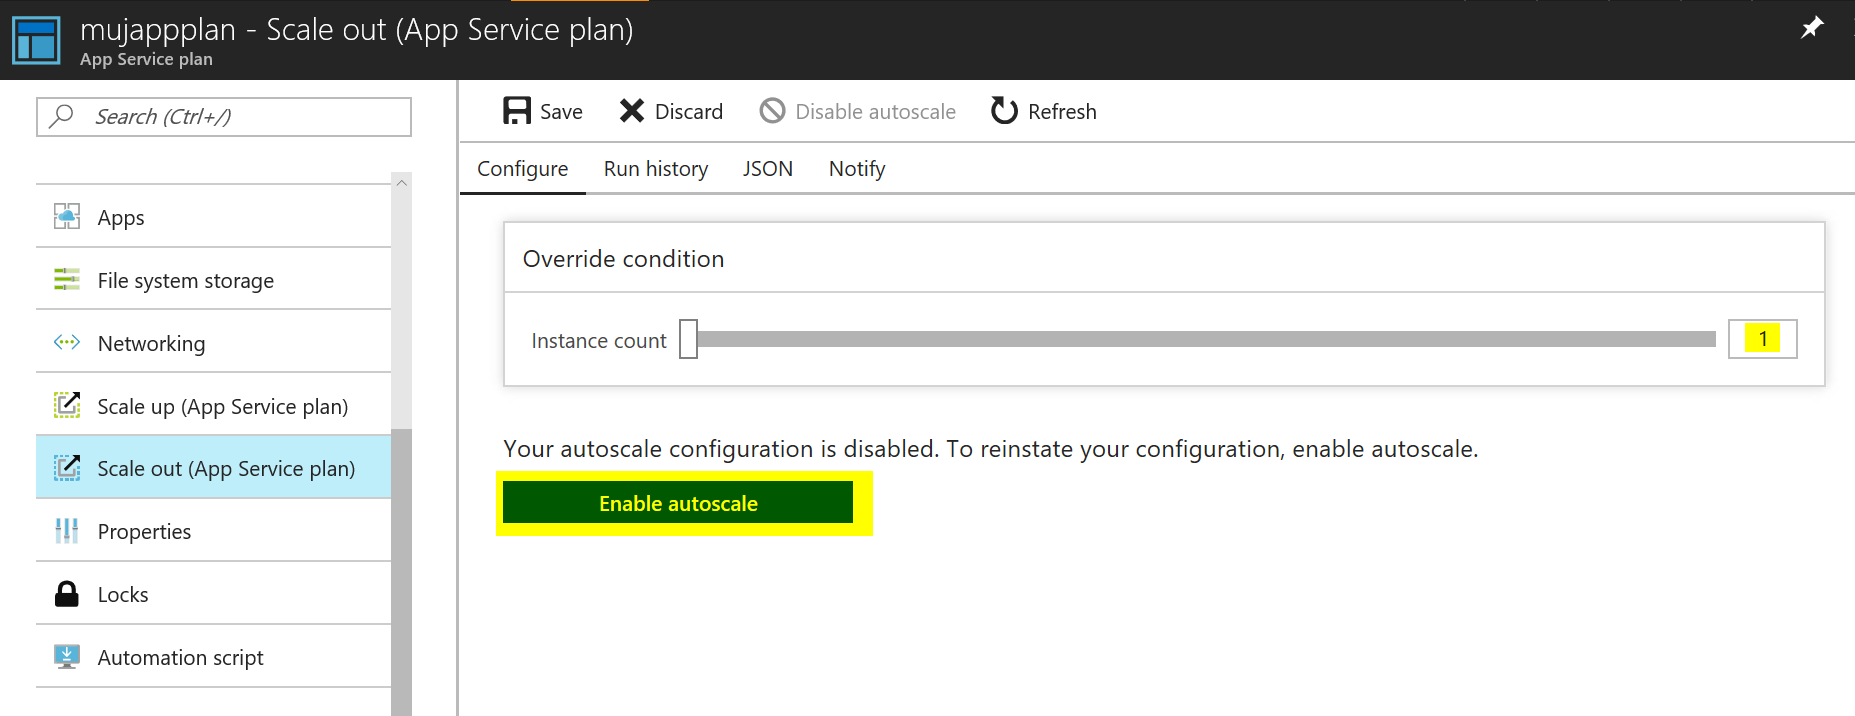 mujappplan - Scale out (App Service plan)
App Service plan
Search (Ctrl+/)
Apps
File system storage
Networking
Scale up (App Service plan)
Scale out (App Service plan)
Properties
Locks
Automation script
Save Discard Disable autoscale Refresh
Configure Run history JSON Notify
Override condition
Instance count 1
Your autoscale configuration is disabled. To reinstate your configuration, enable autoscale.
Enable autoscale